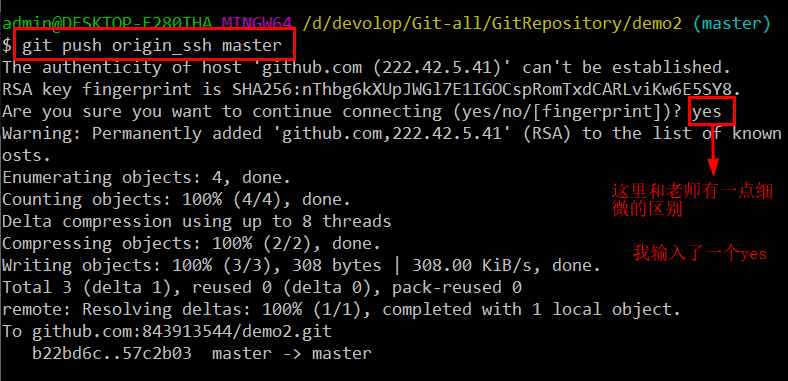 admin@DESKTOP-E280THA MINGW64 /d/devolop/Git-all/GitRepository/demo2 (master)
$ git push origin_ssh master
The authenticity of host 'github.com (222.42.5.41)' can't be established.
RSA key fingerprint is SHA256:nThbg6kXUpJWGl7E1IGOCspRomTxdCARLviKw6E5SY8.
Are you sure you want to continue connecting (yes/no/[fingerprint])? yes
Warning: Permanently added 'github.com,222.42.5.41' (RSA) to the list of known
osts.
Enumerating objects: 4, done.
Counting objects: 100% (4/4), done.
Delta compression using up to 8 threads
Compressing objects: 100% (2/2), done.
Writing objects: 100% (3/3), 308 bytes | 308.00 KiB/s, done.
Total 3 (delta 1), reused 0 (delta 0), pack-reused 0
remote: Resolving deltas: 100% (1/1), completed with 1 local object.
To github.com:843913544/demo2.git
b22bd6c..57c2b03 master -> master
这里和老师有一点细
微的区别
我输入了一个yes